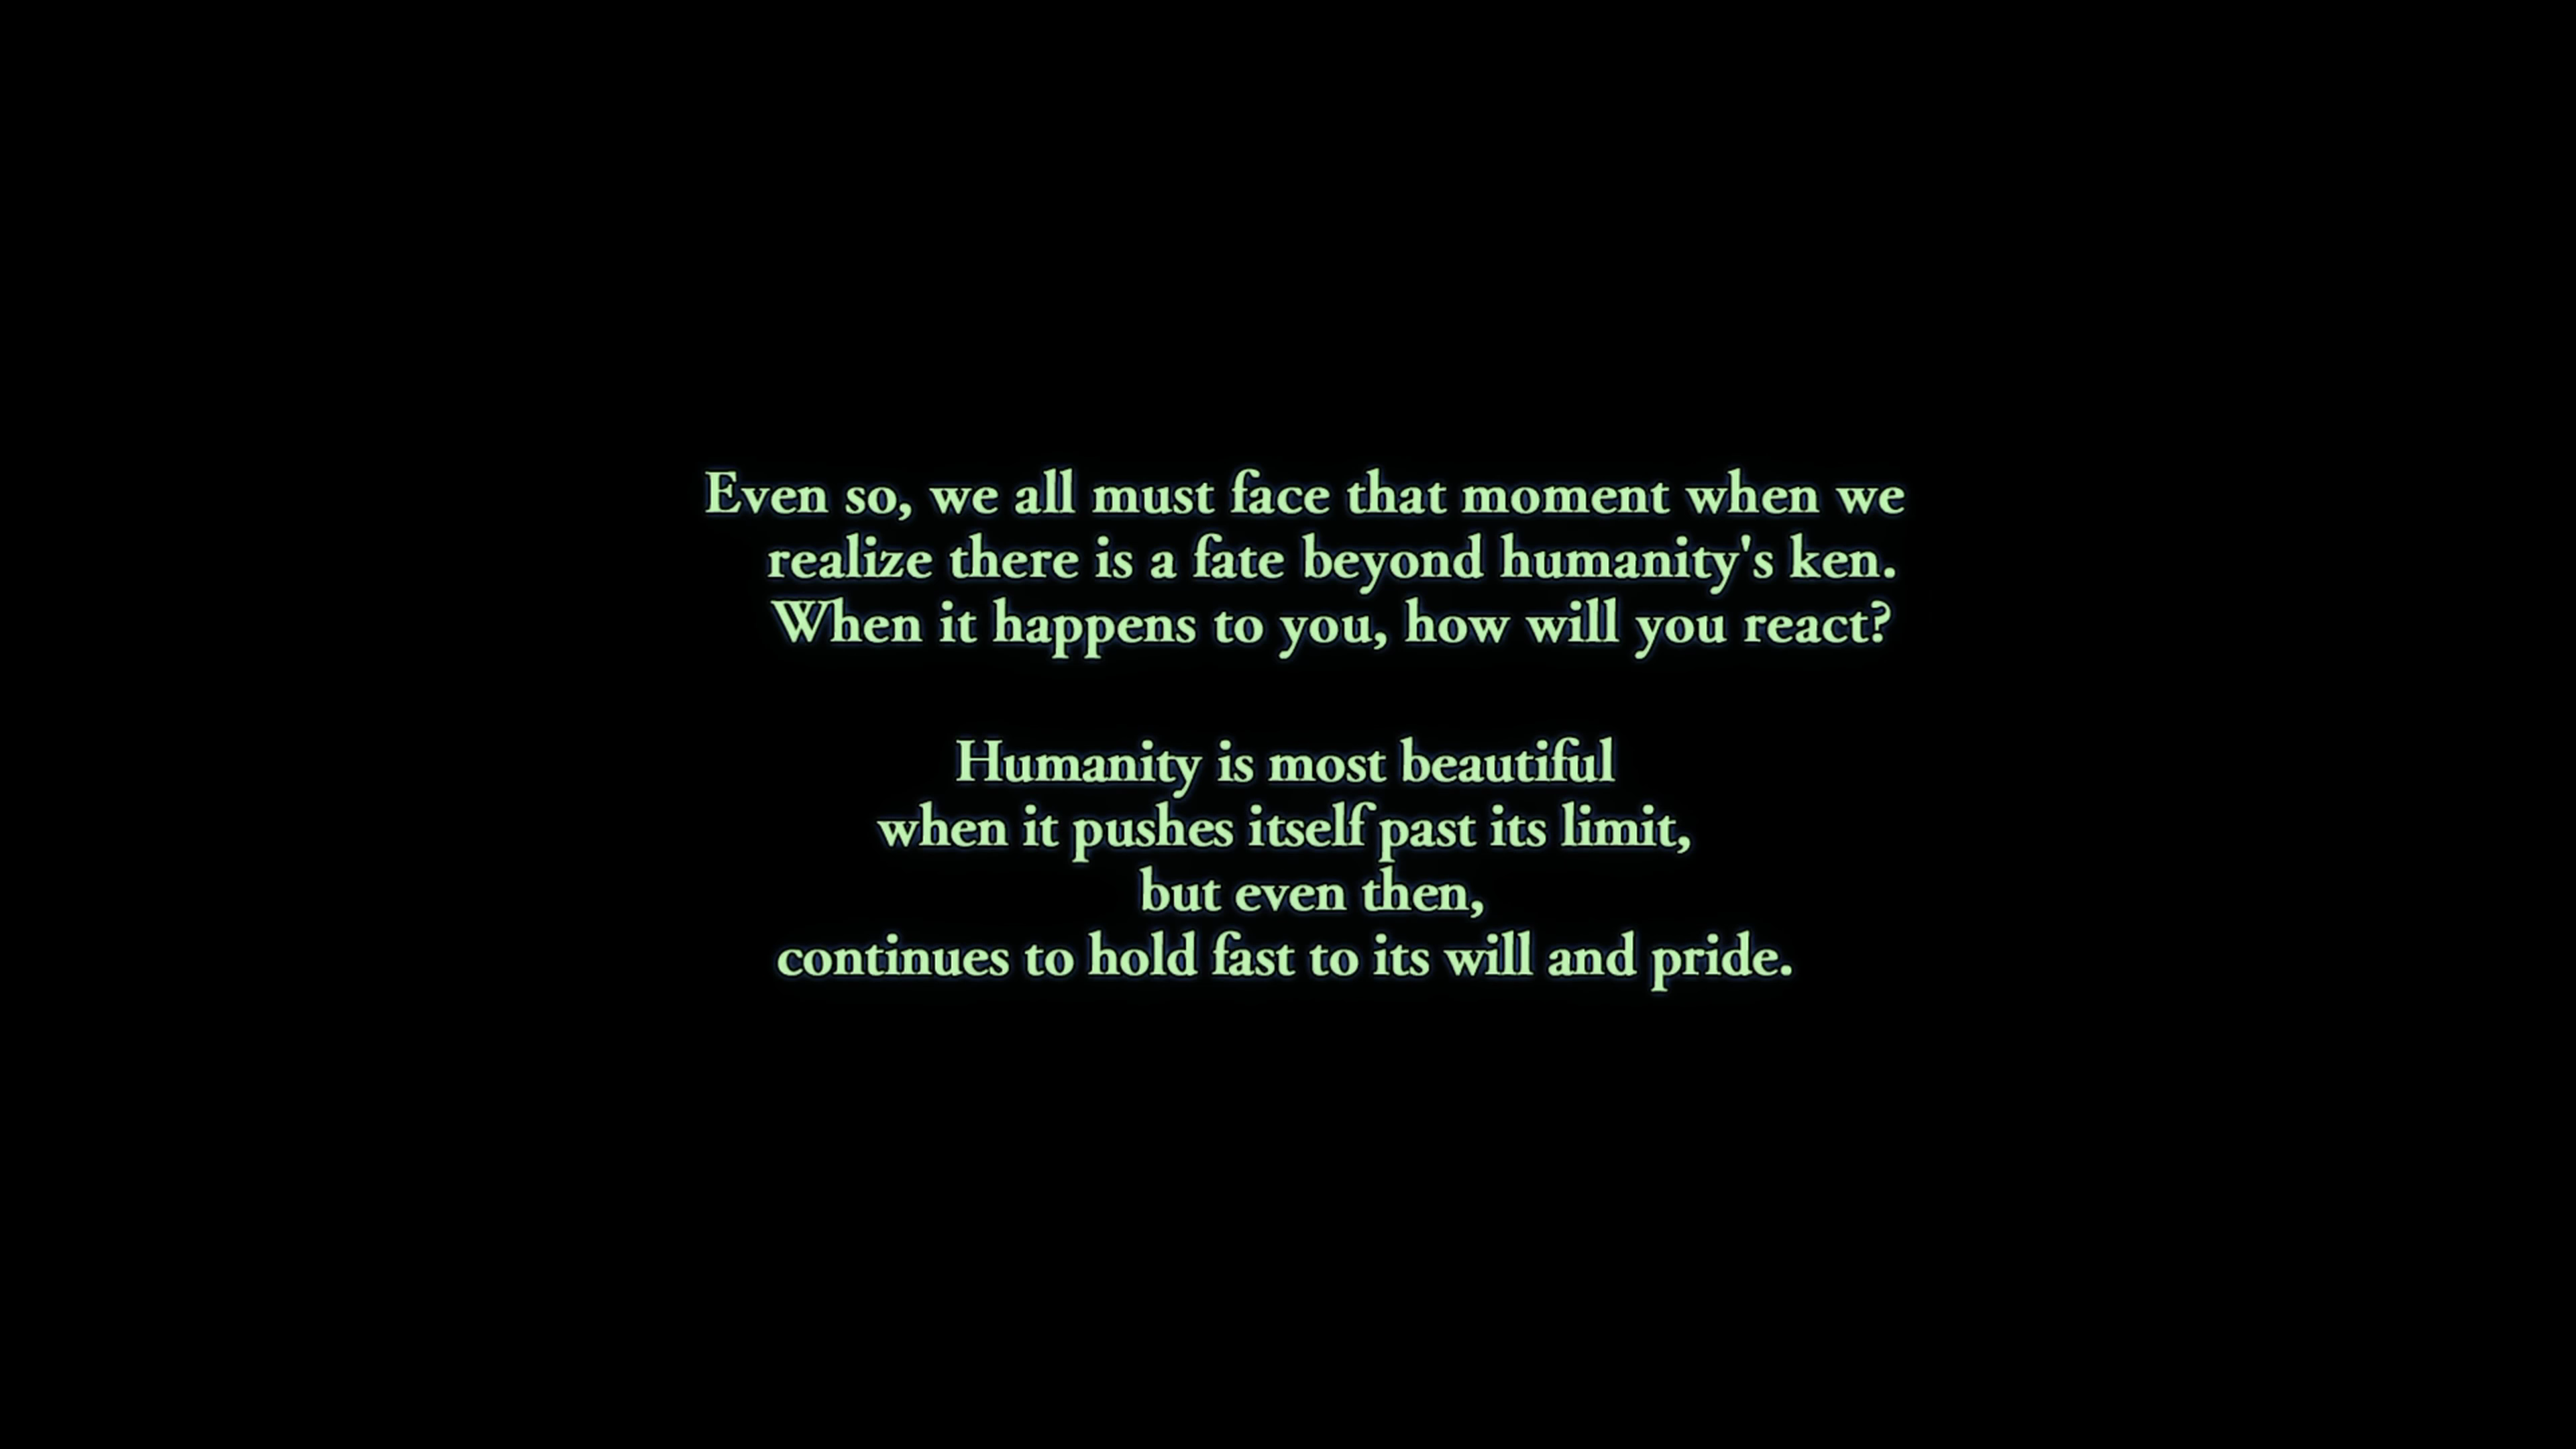 Even so, we all must face that moment when we
realize there is a fate beyond humanity's ken.
When it happens to you, how will you react?
Humanity is most beautiful
when it pushes itself past its limit,
but even then,
continues to hold fast to its will and pride.